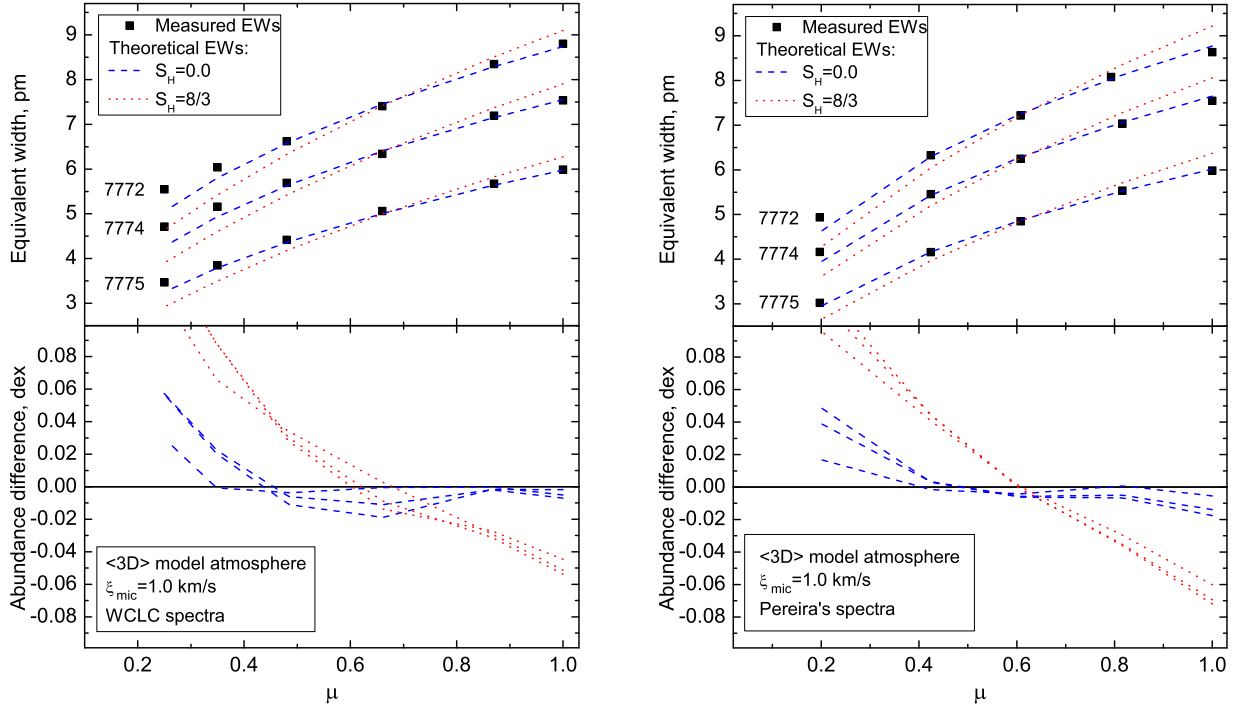 Measured EWs
Theoretical EWs:
S_H=0.0
S_H=8/3
9
8
7
6
5
4
3
7772
7774
7775
Equivalent width, pm
0.08
0.06
0.04
0.02
0.00
-0.02
-0.04
-0.06
-0.08
Abundance difference, dex
<3D> model atmosphere
ξ_mic=1.0 km/s
WCLC spectra
0.2 0.4 0.6 0.8 1.0
μ
Measured EWs
Theoretical EWs:
S_H=0.0
S_H=8/3
9
8
7
6
5
4
3
7772
7774
7775
Equivalent width, pm
0.08
0.06
0.04
0.02
0.00
-0.02
-0.04
-0.06
-0.08
Abundance difference, dex
<3D> model atmosphere
ξ_mic=1.0 km/s
Pereira's spectra
0.2 0.4 0.6 0.8 1.0
μ